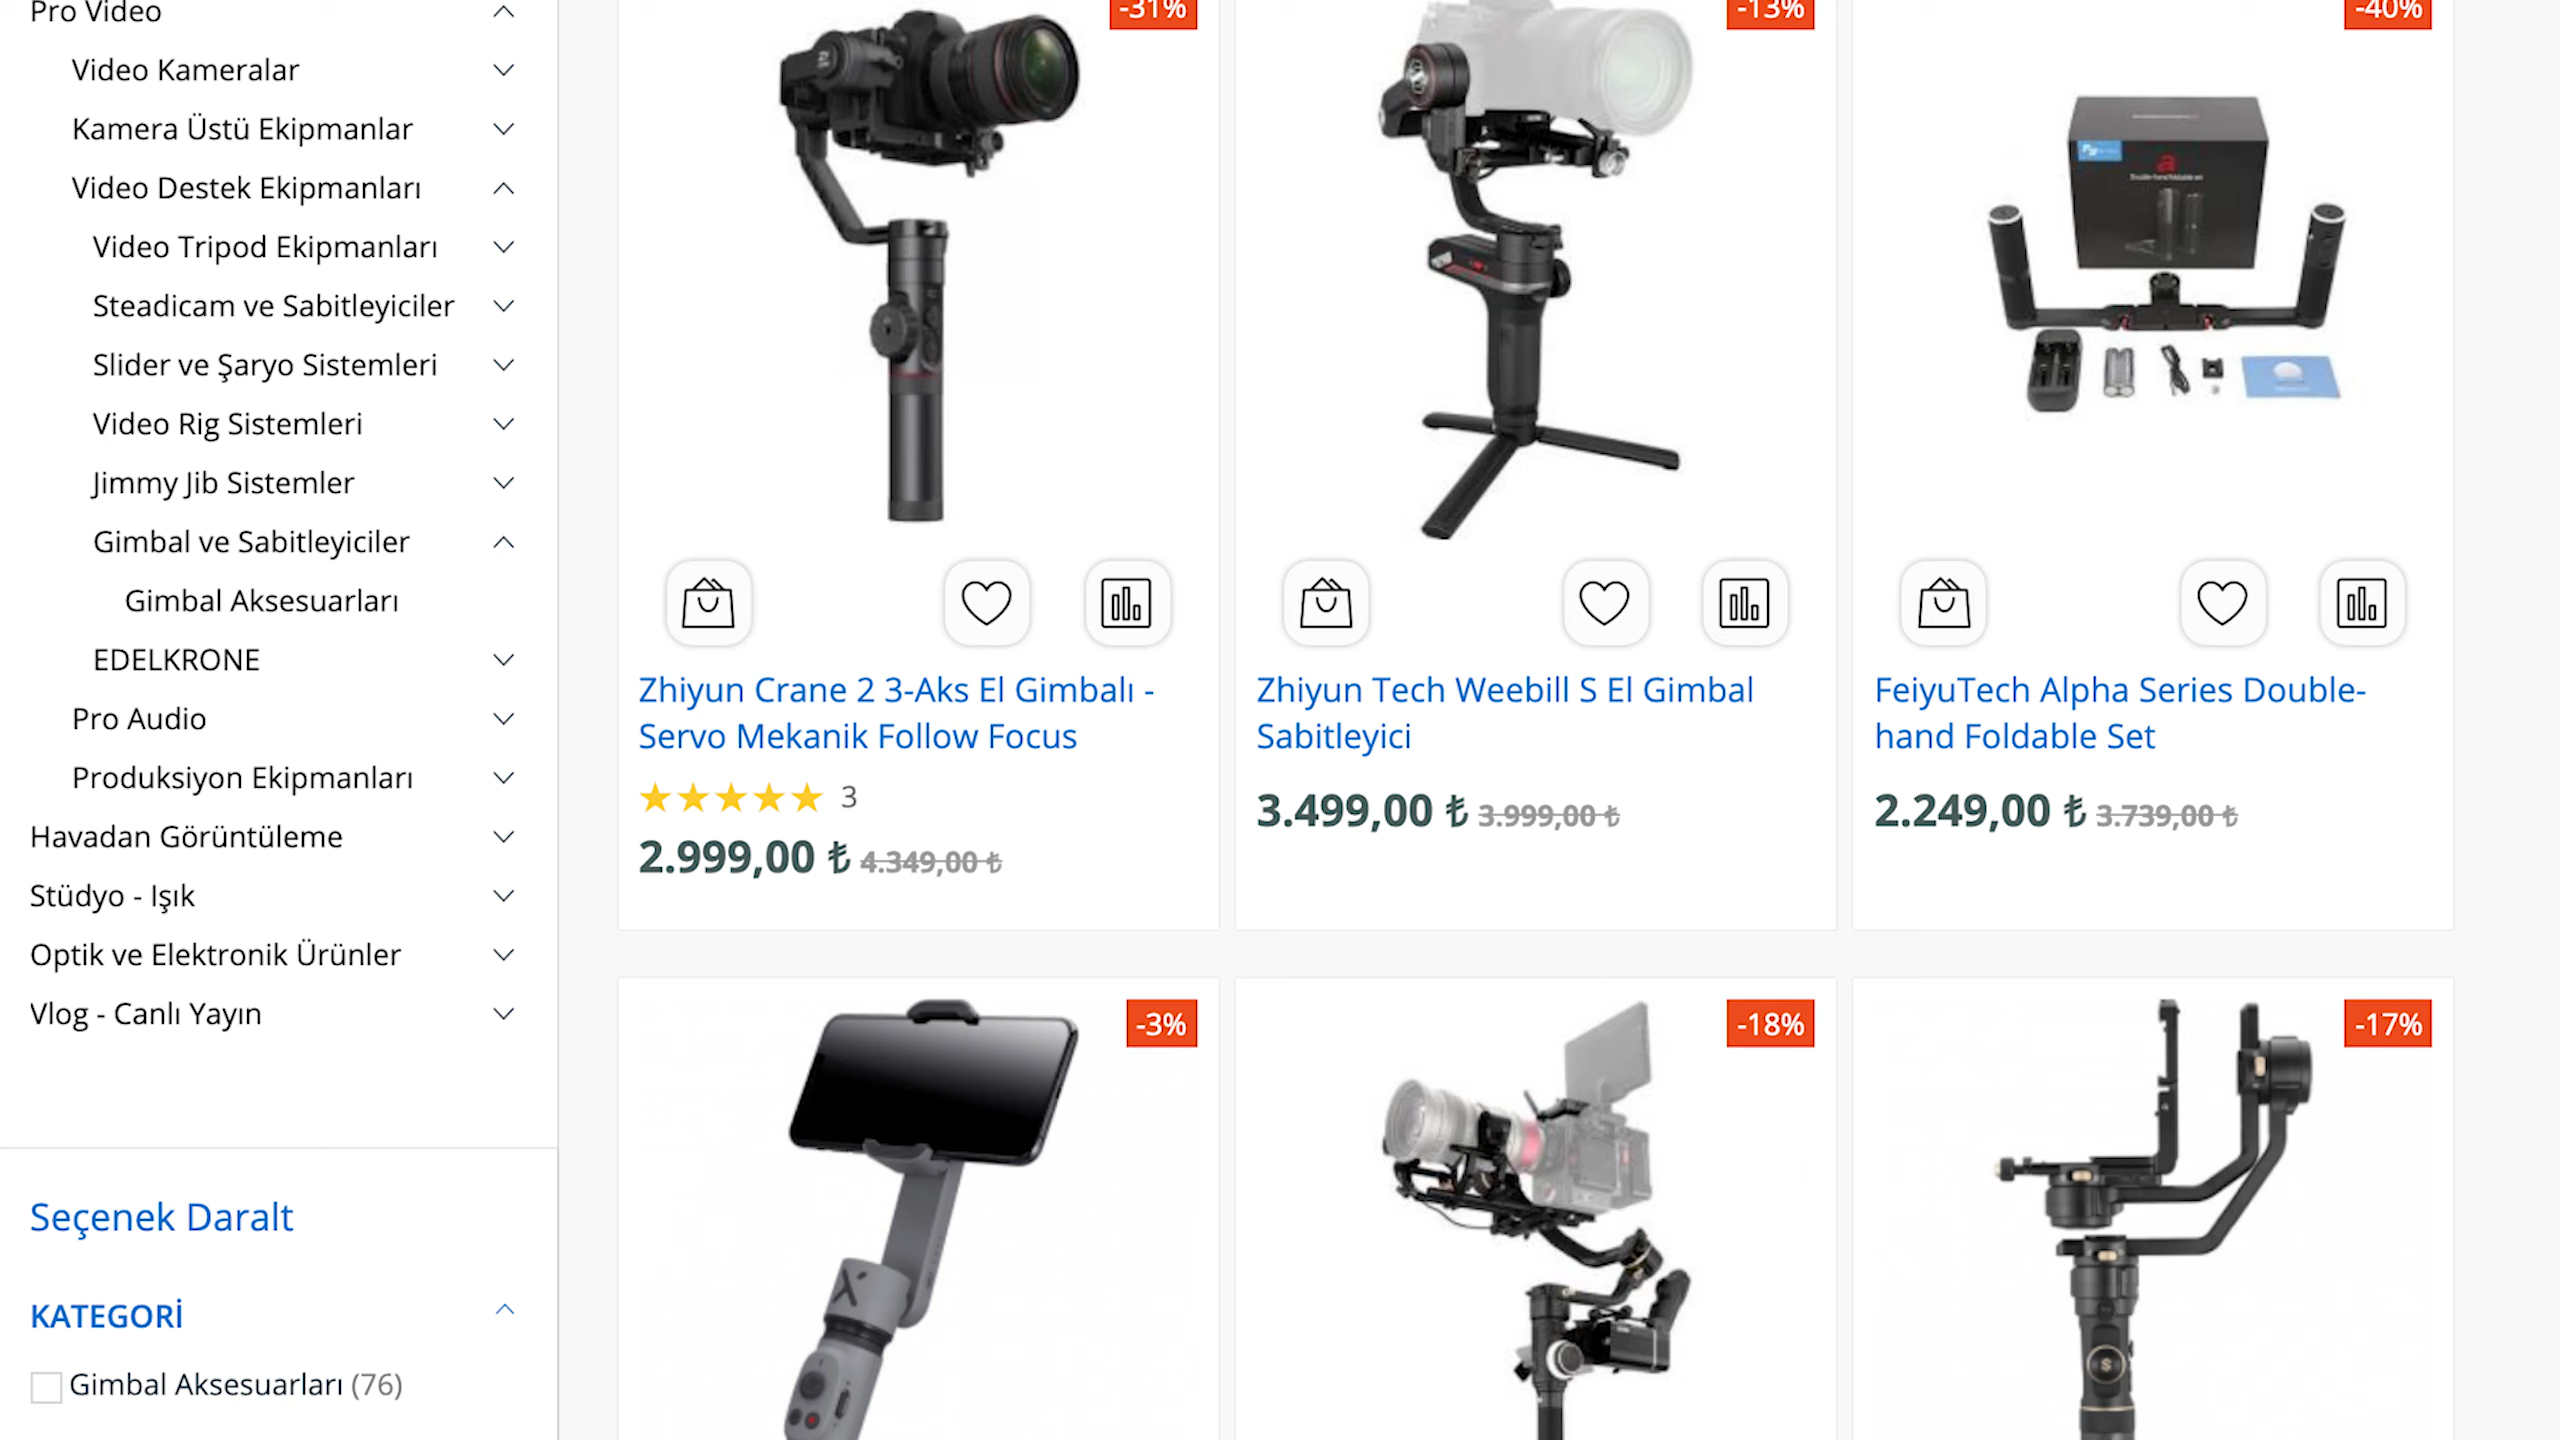 Pro Video
Video Kameralar
Kamera Üstü Ekipmanlar
Video Destek Ekipmanları
Video Tripod Ekipmanları
Steadicam ve Sabitleyiciler
Slider ve Şaryo Sistemleri
Video Rig Sistemleri
Jimmy Jib Sistemler
Gimbal ve Sabitleyiciler
Gimbal Aksesuarları
EDELKRONE
Pro Audio
Produksiyon Ekipmanları
Havadan Görüntüleme
Stüdyo - Işık
Optik ve Elektronik Ürünler
Vlog - Canlı Yayın
Seçenek Daralt
KATEGORİ
Gimbal Aksesuarları (76)
-31%
Zhiyun Crane 2 3-Aks El Gimbalı -
Servo Mekanik Follow Focus
3
2.999,00 ₺ 4.349,00 ₺
-13%
Zhiyun Tech Weebill S El Gimbal
Sabitleyici
3.499,00 ₺ 3.999,00 ₺
-40%
a
FeiyuTech Alpha Series Double-
hand Foldable Set
2.249,00 ₺ 3.739,00 ₺
-3%
-18%
-17%
S